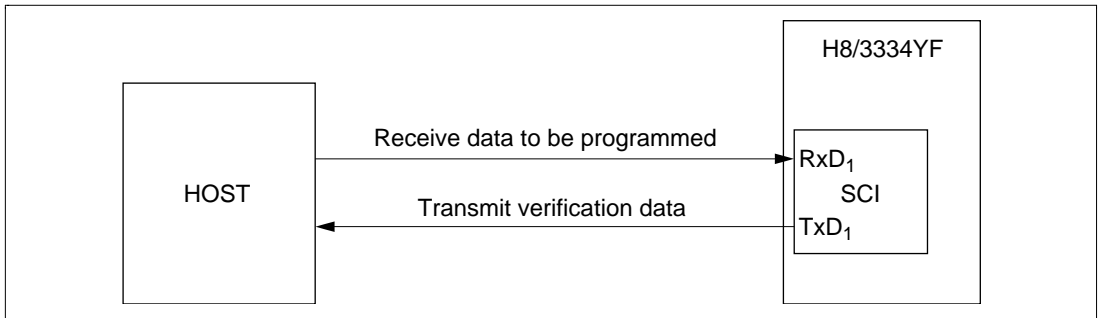 H8/3334YF
Receive data to be programmed
RxD₁
HOST
SCI
Transmit verification data
TxD₁